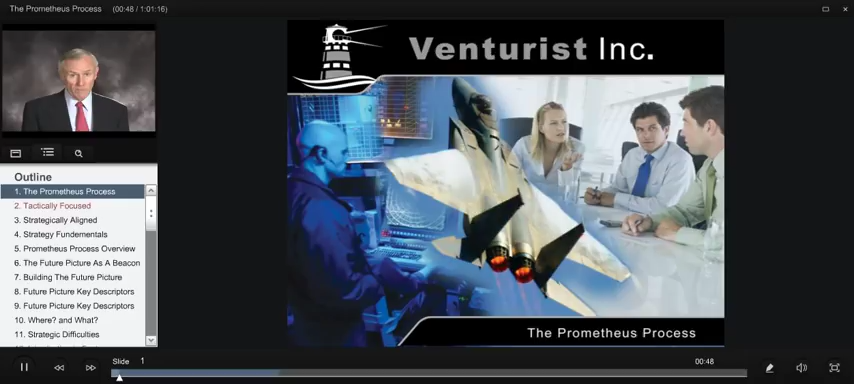 The Prometheus Process (00:48 / 1:01:16)
Venturist Inc.
Outline
1. The Prometheus Process
2. Tactically Focused
3. Strategically Aligned
4. Strategy Fundementals
5. Prometheus Process Overview
6. The Future Picture As A Beacon
7. Building The Future Picture
8. Future Picture Key Descriptors
9. Future Picture Key Descriptors
10. Where? and What?
11. Strategic Difficulties
The Prometheus Process
Slide 1 00:48